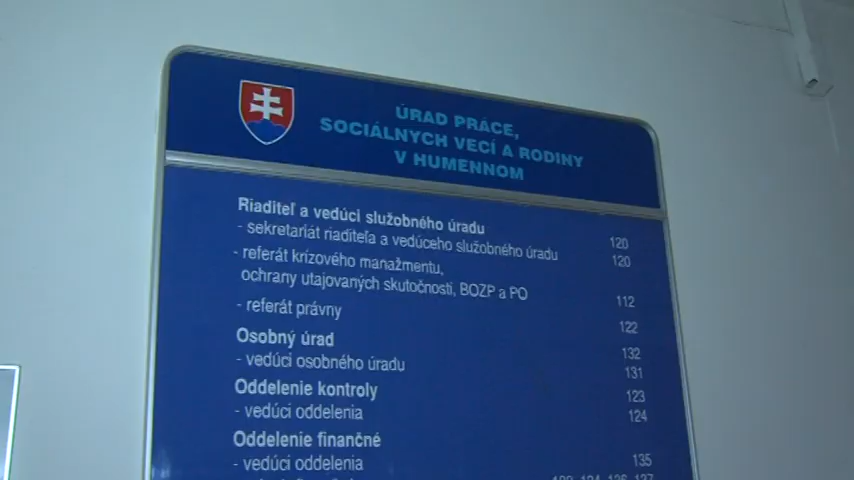 ÚRAD PRÁCE,
SOCIÁLNYCH VECÍ A RODINY
V HUMENNOM
Riaditeľ a vedúci služobného úradu 120
- sekretariát riaditeľa a vedúceho služobného úradu 120
- referát krízového manažmentu,
ochrany utajovaných skutočností, BOZP a PO 112
- referát právny 122
Osobný úrad 132
- vedúci osobného úradu 131
Oddelenie kontroly 123
- vedúci oddelenia 124
Oddelenie finančné
- vedúci oddelenia 135